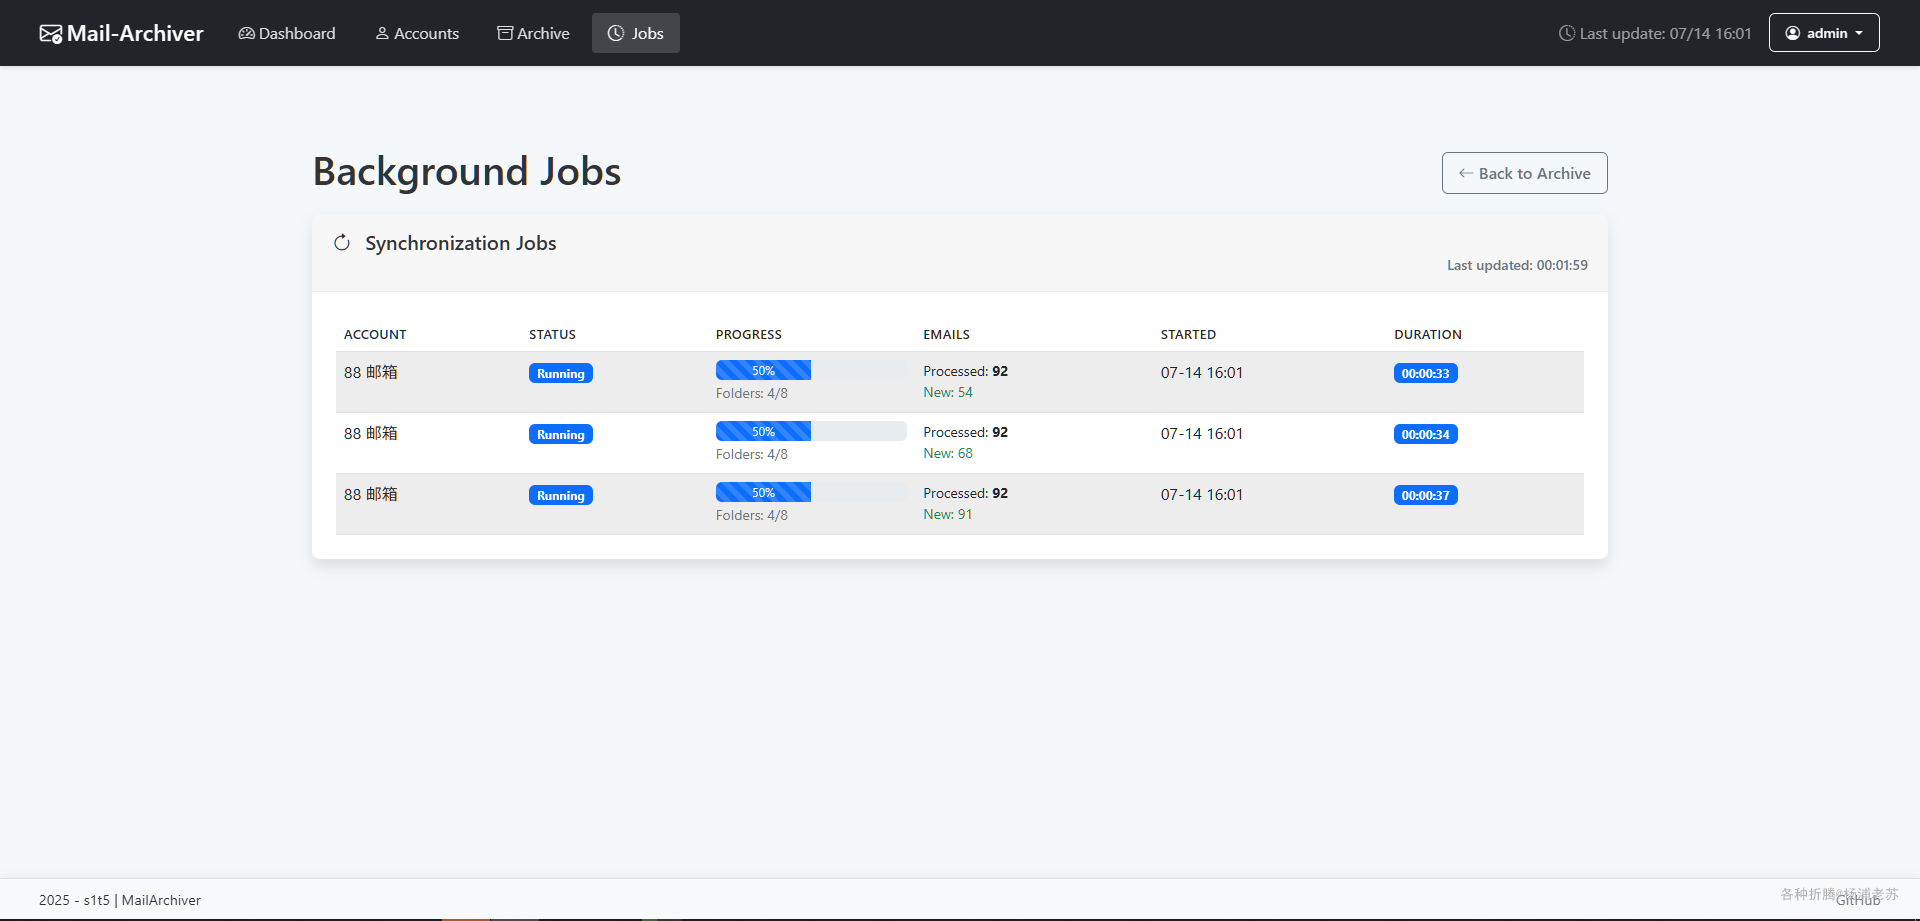 Mail-Archiver Dashboard Accounts Archive Jobs Last update: 07/14 16:01 admin
Background Jobs
← Back to Archive
Synchronization Jobs
Last updated: 00:01:59
ACCOUNT STATUS PROGRESS EMAILS STARTED DURATION
88 邮箱 Running 50% Processed: 92 07-14 16:01 00:00:33
Folders: 4/8 New: 54
88 邮箱 Running 50% Processed: 92 07-14 16:01 00:00:34
Folders: 4/8 New: 68
88 邮箱 Running 50% Processed: 92 07-14 16:01 00:00:37
Folders: 4/8 New: 91
2025 - s1t5 | MailArchiver
各种折腾@杨浦老苏
GitHub